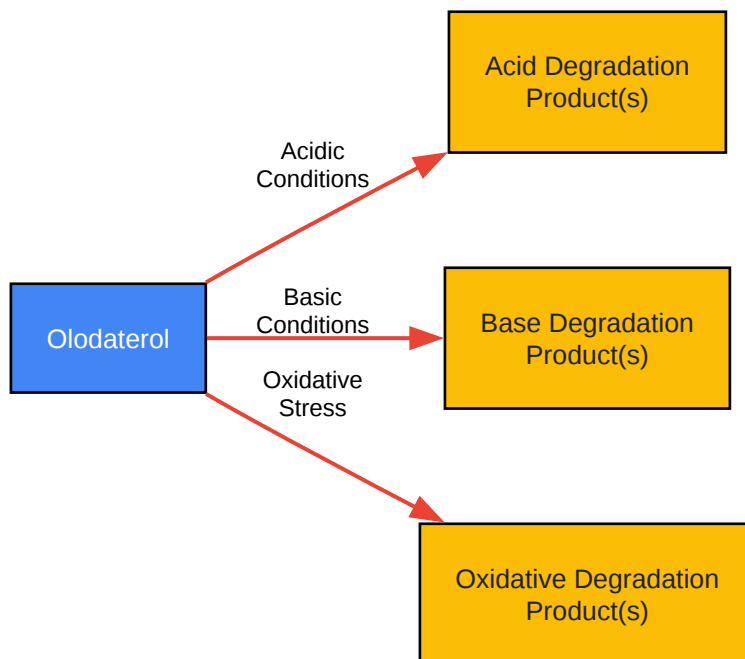 Acid Degradation
Product(s)
Acidic
Conditions
Olodaterol
Basic
Conditions
Base Degradation
Product(s)
Oxidative
Stress
Oxidative Degradation
Product(s)